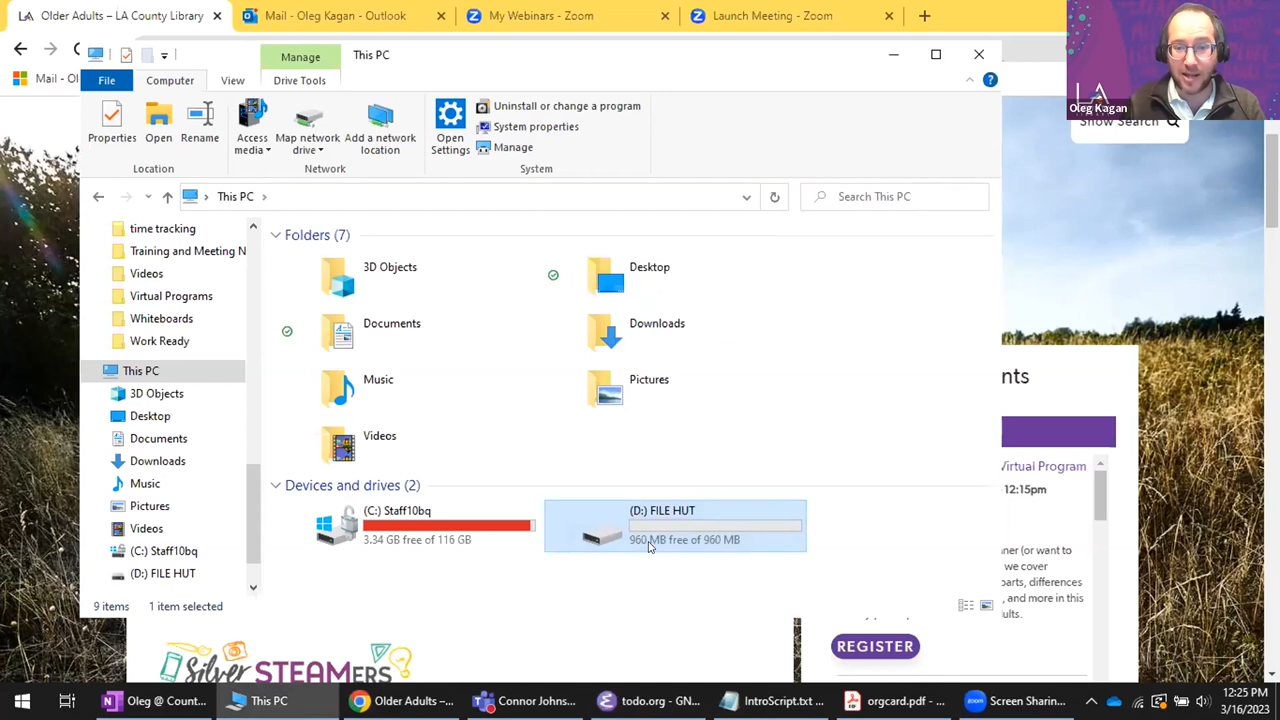 Older Adults – LA County Library
Mail - Oleg Kagan - Outlook
My Webinars - Zoom
Launch Meeting - Zoom
Mail - Ol
Manage
This PC
File
Computer
View
Drive Tools
Properties
Open
Rename
Access media
Map network drive
Add a network location
Open Settings
Uninstall or change a program
System properties
Manage
Location
Network
System
This PC
Search This PC
LA
Oleg Kagan
Show Search
time tracking
Training and Meeting N
Videos
Virtual Programs
Whiteboards
Work Ready
This PC
3D Objects
Desktop
Documents
Downloads
Music
Pictures
Videos
(C:) Staff10bq
(D:) FILE HUT
Folders (7)
3D Objects
Desktop
Documents
Downloads
Music
Pictures
Videos
Devices and drives (2)
(C:) Staff10bq
3.34 GB free of 116 GB
(D:) FILE HUT
960 MB free of 960 MB
9 items
1 item selected
nts
Virtual Program
12:15pm
nner (or want to
we cover
parts, differences
, and more in this
ults.
REGISTER
Silver STEAMERS
Oleg @ Count...
This PC
Older Adults –...
Connor Johns...
todo.org – GN...
IntroScript.txt ...
orgcard.pdf - ...
Screen Sharin...
12:25 PM
3/16/2023